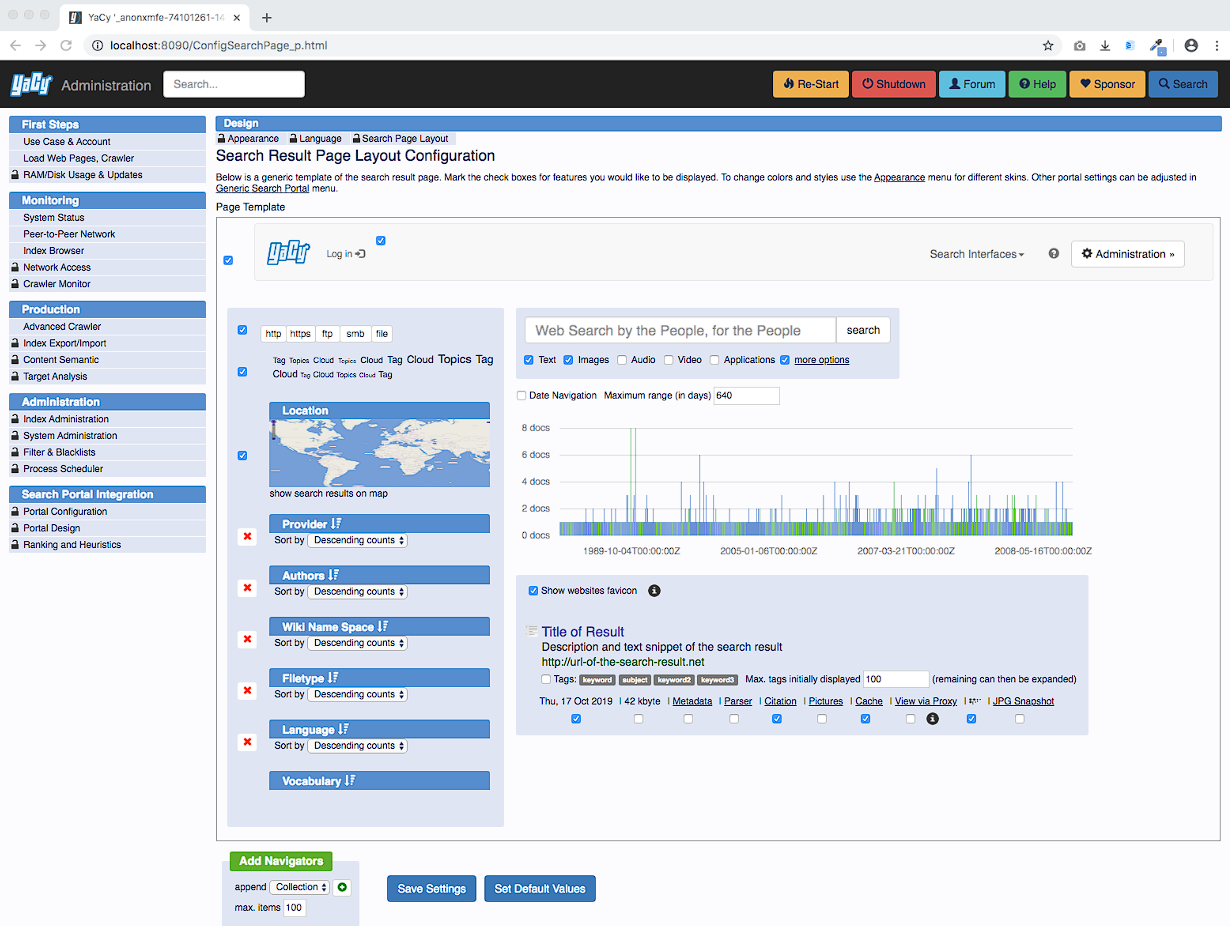 YaCy '_anonxmfe-74101261-14
localhost:8090/ConfigSearchPage_p.html
YaCy Administration Search... Re-Start Shutdown Forum Help Sponsor Search
First Steps
Use Case & Account
Load Web Pages, Crawler
RAM/Disk Usage & Updates
Monitoring
System Status
Peer-to-Peer Network
Index Browser
Network Access
Crawler Monitor
Production
Advanced Crawler
Index Export/Import
Content Semantic
Target Analysis
Administration
Index Administration
System Administration
Filter & Blacklists
Process Scheduler
Search Portal Integration
Portal Configuration
Portal Design
Ranking and Heuristics
Design
Appearance Language Search Page Layout
Search Result Page Layout Configuration
Below is a generic template of the search result page. Mark the check boxes for features you would like to be displayed. To change colors and styles use the Appearance menu for different skins. Other portal settings can be adjusted in
Generic Search Portal menu.
Page Template
YaCy Log in Search Interfaces Administration »
http https ftp smb file
Tag Topics Cloud Topics Cloud Tag Cloud Topics Tag
Cloud Tag Cloud Topics Cloud Tag
Location
show search results on map
Provider
Sort by Descending counts
Authors
Sort by Descending counts
Wiki Name Space
Sort by Descending counts
Filetype
Sort by Descending counts
Language
Sort by Descending counts
Vocabulary
Web Search by the People, for the People search
Text Images Audio Video Applications more options
Date Navigation Maximum range (in days) 640
8 docs
6 docs
4 docs
2 docs
0 docs
1989-10-04T00:00:00Z 2005-01-06T00:00:00Z 2007-03-21T00:00:00Z 2008-05-16T00:00:00Z
Show websites favicon
Title of Result
Description and text snippet of the search result
http://url-of-the-search-result.net
Tags: keyword subject keyword2 keyword3 Max. tags initially displayed 100 (remaining can then be expanded)
Thu, 17 Oct 2019 | 42 kbyte | Metadata | Parser | Citation | Pictures | Cache | View via Proxy | | JPG Snapshot
Add Navigators
append Collection
max. items 100
Save Settings Set Default Values